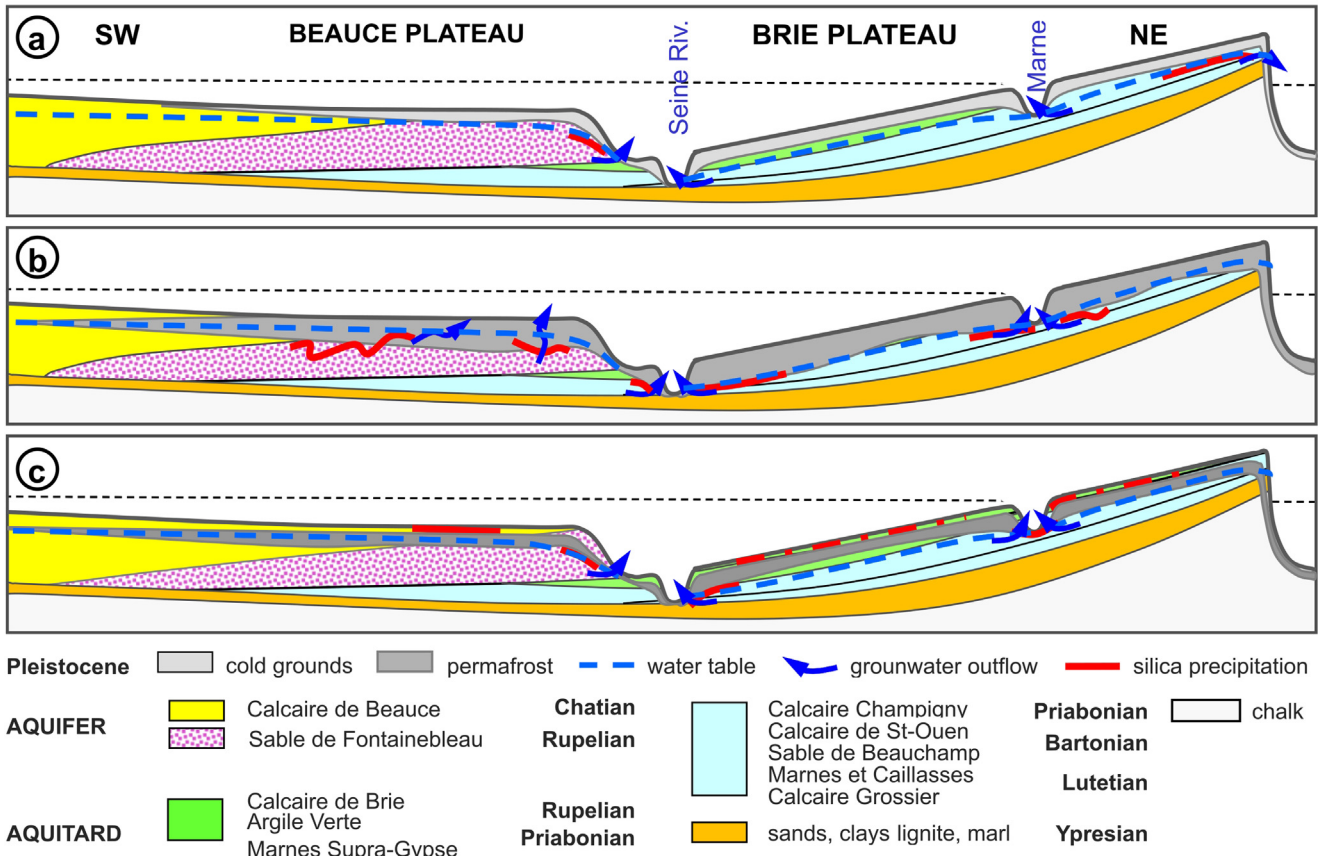 a SW BEAUCE PLATEAU Seine Riv. BRIE PLATEAU Marne NE
b
c
Pleistocene cold grounds permafrost water table grounwater outflow silica precipitation
AQUIFER Calcaire de Beauce Chatian Calcaire Champigny Priabonian chalk
Sable de Fontainebleau Rupelian Calcaire de St-Ouen Bartonian
Sable de Beauchamp
Marnes et Caillasses Lutetian
Calcaire de Brie Rupelian Calcaire Grossier
AQUITARD Argile Verte Priabonian sands, clays lignite, marl Ypresian
Marnes Supra-Gypse